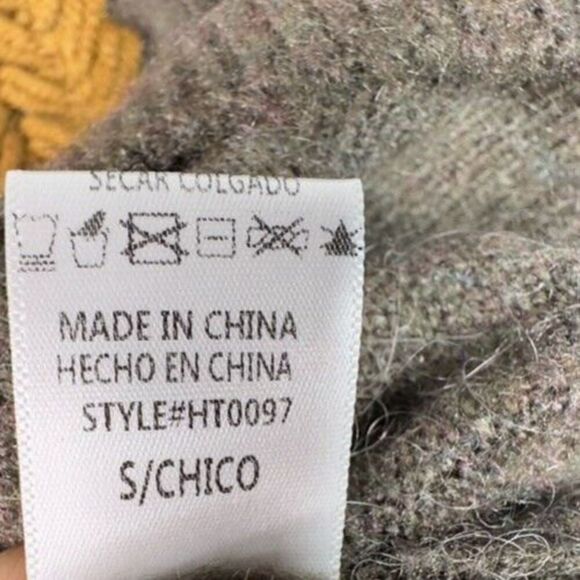 SECAR COLGADO
MADE IN CHINA
HECHO EN CHINA
STYLE#HT0097
S/CHICO